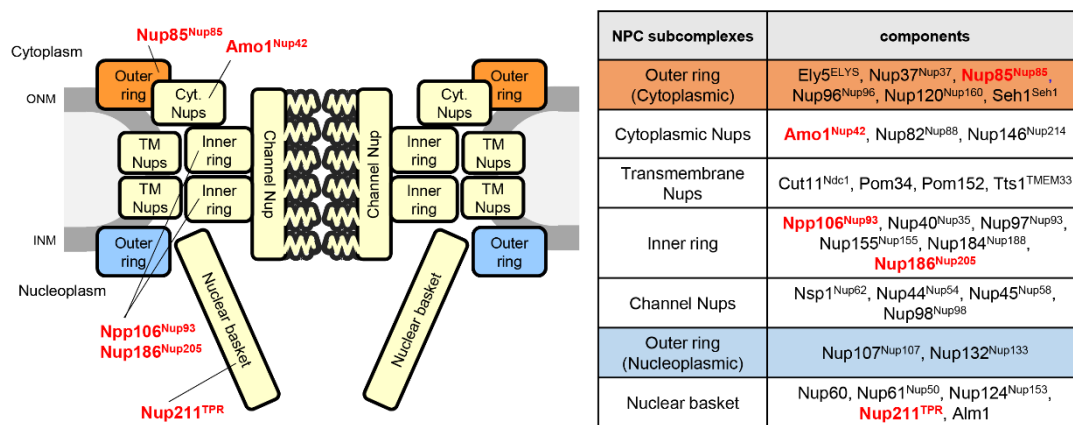 Nup85Nup85
Amo1Nup42
Cytoplasm
Outer
ring
Cyt.
Nups
ONM
TM
Nups
Inner
ring
TM
Nups
Inner
ring
INM
Outer
ring
Nucleoplasm
Channel Nup
Nuclear basket
Npp106Nup93
Nup186Nup205
Nup211TPR
Channel Nup
Cyt.
Nups
Outer
ring
Inner
ring
TM
Nups
Inner
ring
TM
Nups
Outer
ring
Nuclear basket
NPC subcomplexes components
Outer ring
(Cytoplasmic)
Ely5ELYS, Nup37Nup37, Nup85Nup85,
Nup96Nup96, Nup120Nup160, Seh1Seh1
Cytoplasmic Nups
Amo1Nup42, Nup82Nup88, Nup146Nup214
Transmembrane
Nups
Cut11Ndc1, Pom34, Pom152, Tts1TMEM33
Inner ring
Npp106Nup93, Nup40Nup35, Nup97Nup93,
Nup155Nup155, Nup184Nup188,
Nup186Nup205
Channel Nups
Nsp1Nup62, Nup44Nup54, Nup45Nup58,
Nup98Nup98
Outer ring
(Nucleoplasmic)
Nup107Nup107, Nup132Nup133
Nuclear basket
Nup60, Nup61Nup50, Nup124Nup153,
Nup211TPR, Alm1